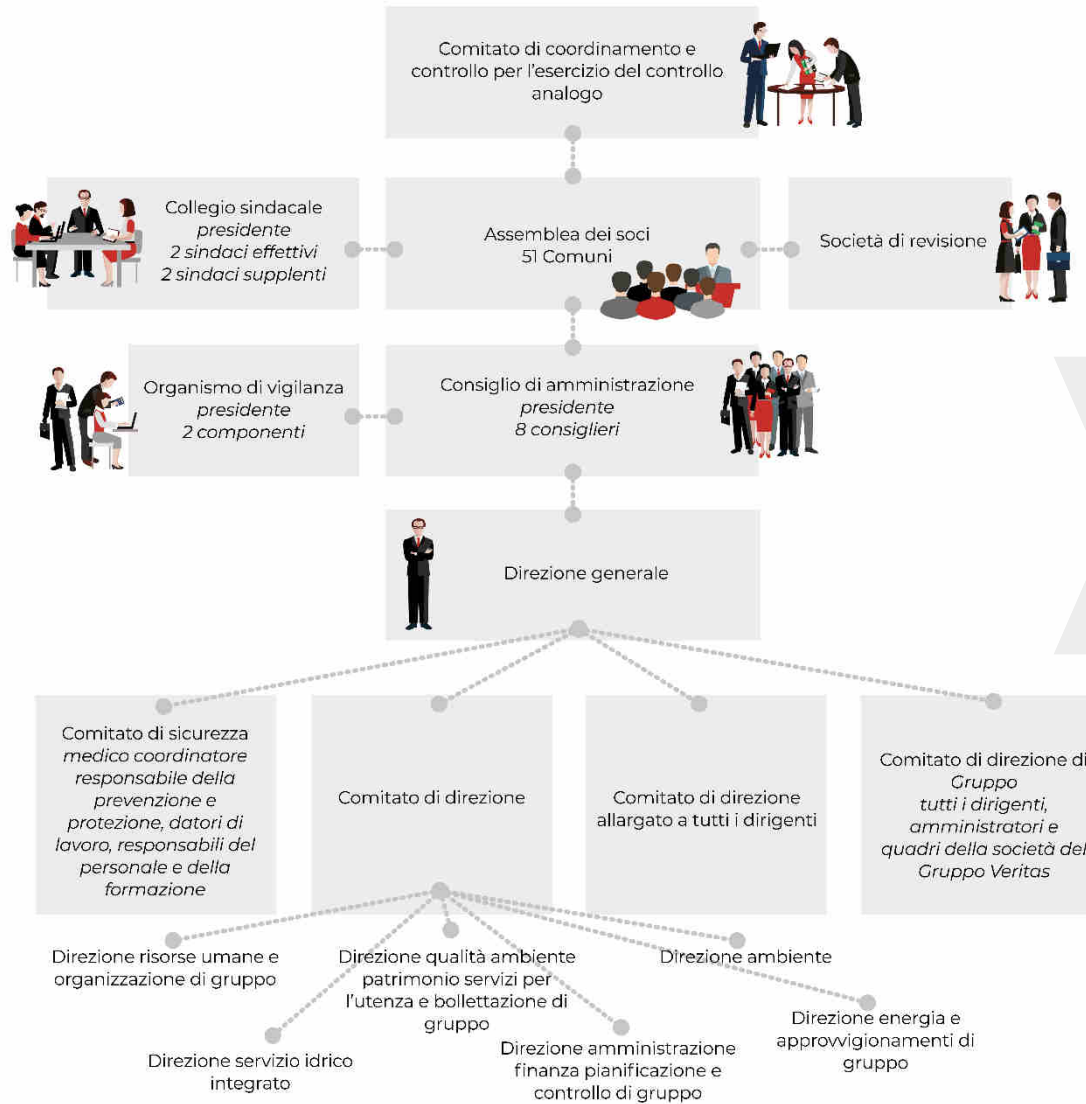 Comitato di coordinamento e
controllo per l'esercizio del controllo
analogo
Collegio sindacale
presidente
2 sindaci effettivi
2 sindaci supplenti
Assemblea dei soci
51 Comuni
Società di revisione
Organismo di vigilanza
presidente
2 componenti
Consiglio di amministrazione
presidente
8 consiglieri
Direzione generale
Comitato di sicurezza
medico coordinatore
responsabile della
prevenzione e
protezione, datori di
lavoro, responsabili del
personale e della
formazione
Comitato di direzione
Comitato di direzione
allargato a tutti i dirigenti
Comitato di direzione di
Gruppo
tutti i dirigenti,
amministratori e
quadri della società del
Gruppo Veritas
Direzione risorse umane e
organizzazione di gruppo
Direzione qualità ambiente
patrimonio servizi per
l'utenza e bollettazione di
gruppo
Direzione ambiente
Direzione servizio idrico
integrato
Direzione amministrazione
finanza pianificazione e
controllo di gruppo
Direzione energia e
approvvigionamenti di
gruppo